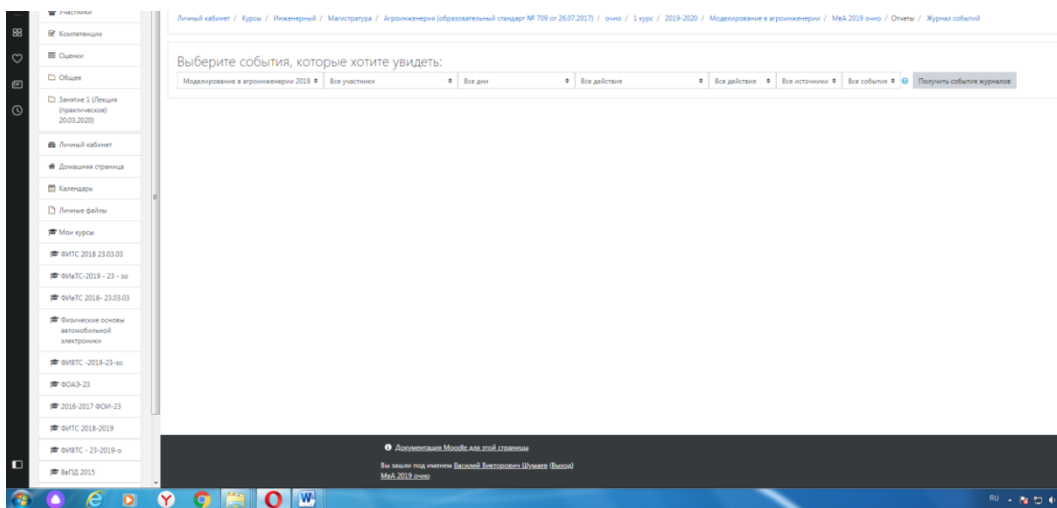 Участники
Компетенции
Оценки
Общее
Занятие 1 (Лекция
(практическое)
20.03.2020)
Личный кабинет
Домашняя страница
Календарь
Личные файлы
Мои курсы
ФИТС 2018 23.03.03
ФИвТС-2019 - 23 - зо
ФИвТС 2018- 23.03.03
Физические основы
автомобильной
электроники
ФИВТС -2019-23-зо
ФОАЭ-23
2016-2017 ФОИ-23
ФИТС 2018-2019
ФИВТС - 23-2019-о
ВвПД 2015
Личный кабинет / Курсы / Инженерный / Магистратура / Агроинженерия (образовательный стандарт № 709 от 26.07.2017) / очно / 1 курс / 2019-2020 / Моделирование в агроинженерии / МвА 2019 очно / Отчеты / Журнал событий
Выберите события, которые хотите увидеть:
Моделирование в агроинженерии 2019 Все участники Все дни Все действия Все действия Все источники Все события Получить события журналов
Документация Moodle для этой страницы
Вы зашли под именем Василий Викторович Шумаев (Выход)
МвА 2019 очно
RU